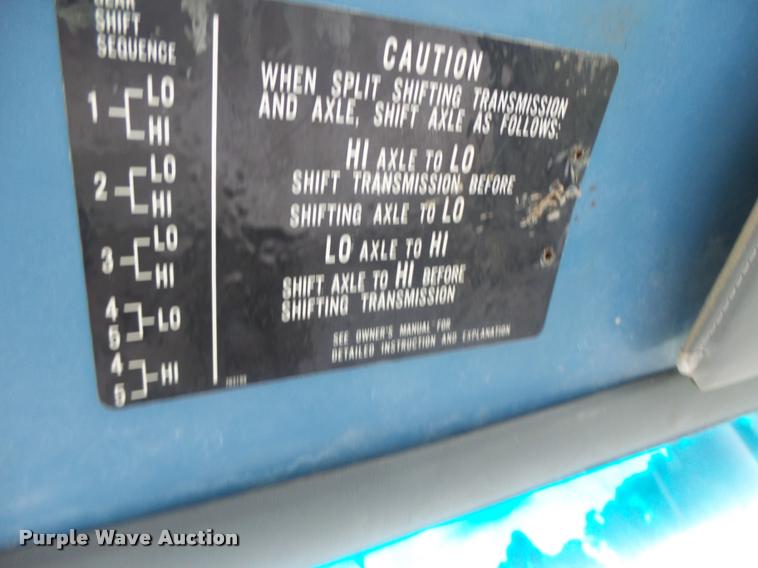 GEAR
SHIFT
SEQUENCE
1 LO
HI
2 LO
HI
3 LO
HI
4
5 LO
4
5 HI
CAUTION
WHEN SPLIT SHIFTING TRANSMISSION
AND AXLE, SHIFT AXLE AS FOLLOWS:
HI AXLE TO LO
SHIFT TRANSMISSION BEFORE
SHIFTING AXLE TO LO
LO AXLE TO HI
SHIFT AXLE TO HI BEFORE
SHIFTING TRANSMISSION
SEE OWNER'S MANUAL FOR
DETAILED INSTRUCTION AND EXPLANATION
Purple Wave Auction